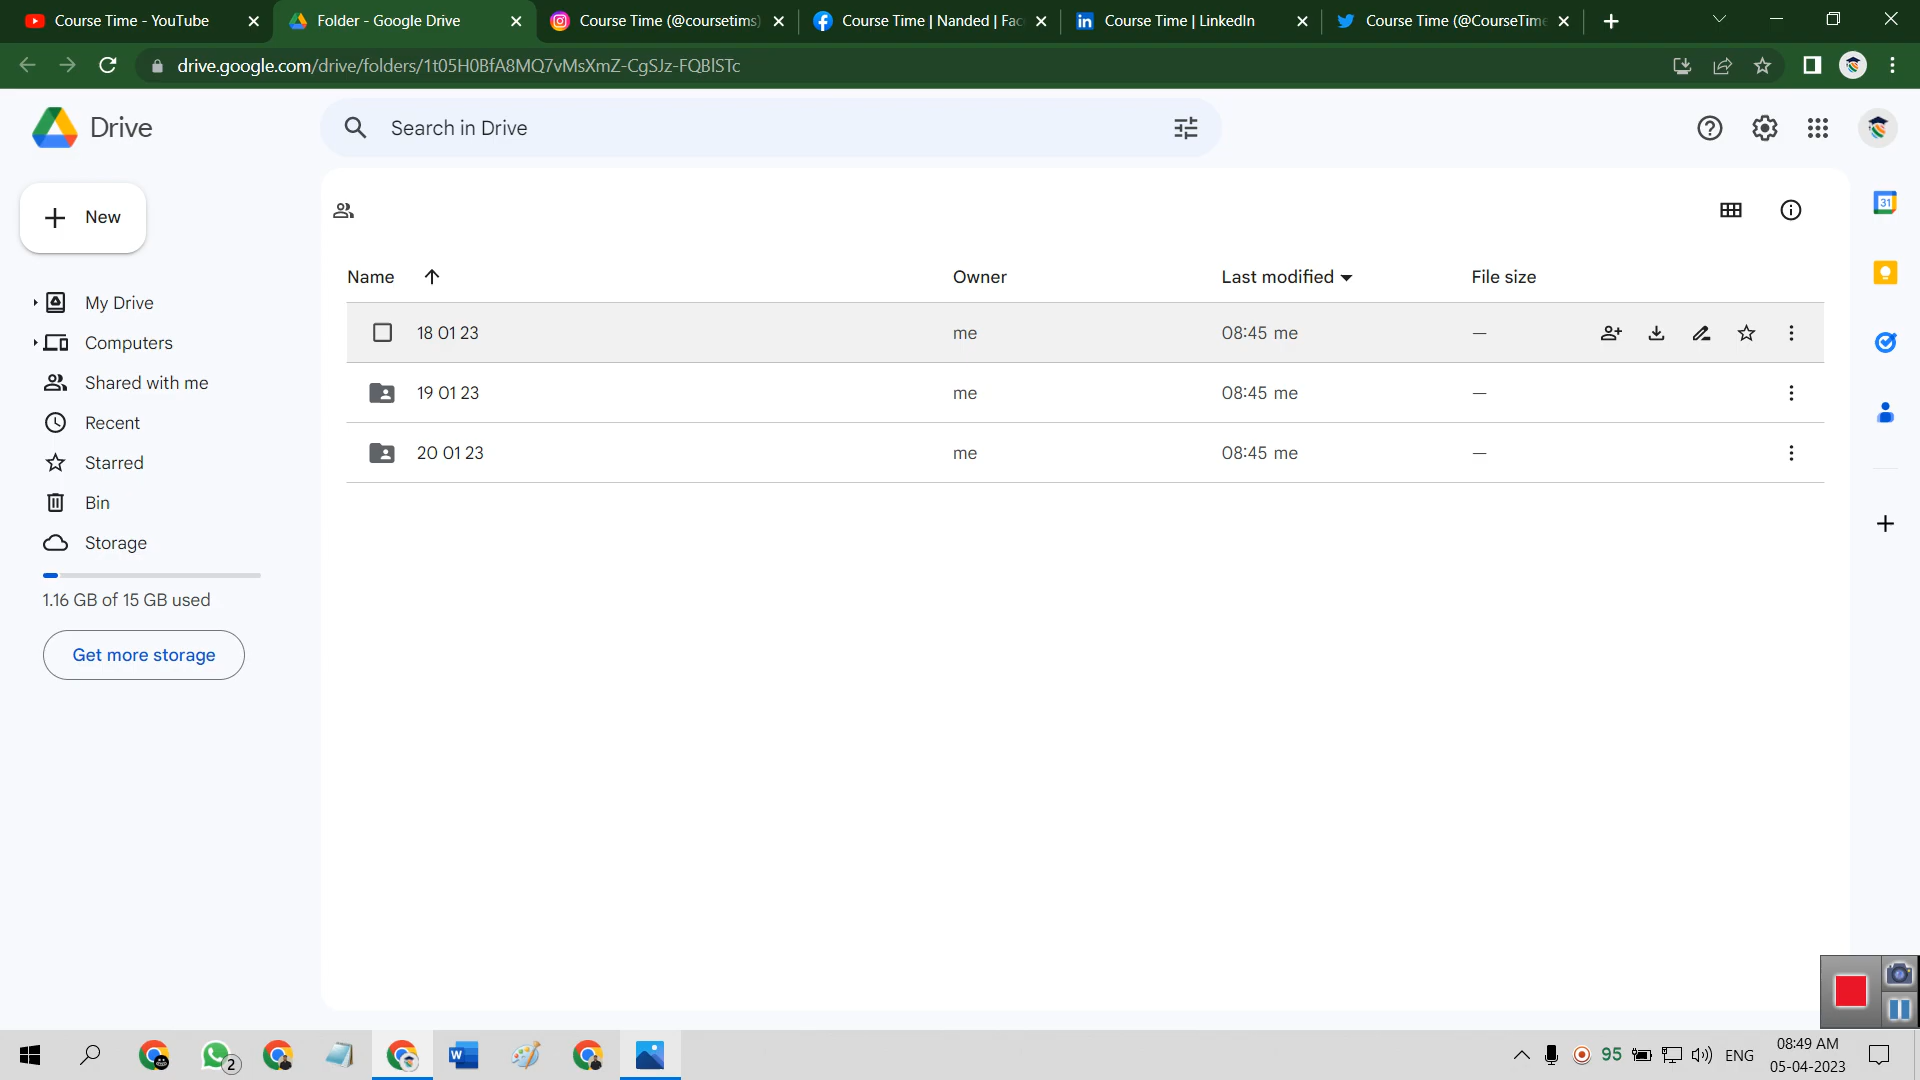 Course Time - YouTube
Folder - Google Drive
Course Time (@coursetims)
Course Time | Nanded | Fac
Course Time | LinkedIn
Course Time (@CourseTime
drive.google.com/drive/folders/1t05H0BfA8MQ7vMsXmZ-CgSJz-FQBlSTc
Drive
Search in Drive
New
31
My Drive
Computers
Shared with me
Recent
Starred
Bin
Storage
1.16 GB of 15 GB used
Get more storage
Name
Owner
Last modified
File size
18 01 23
me
08:45 me
—
19 01 23
me
08:45 me
—
20 01 23
me
08:45 me
—
2
95
ENG
08:49 AM
05-04-2023